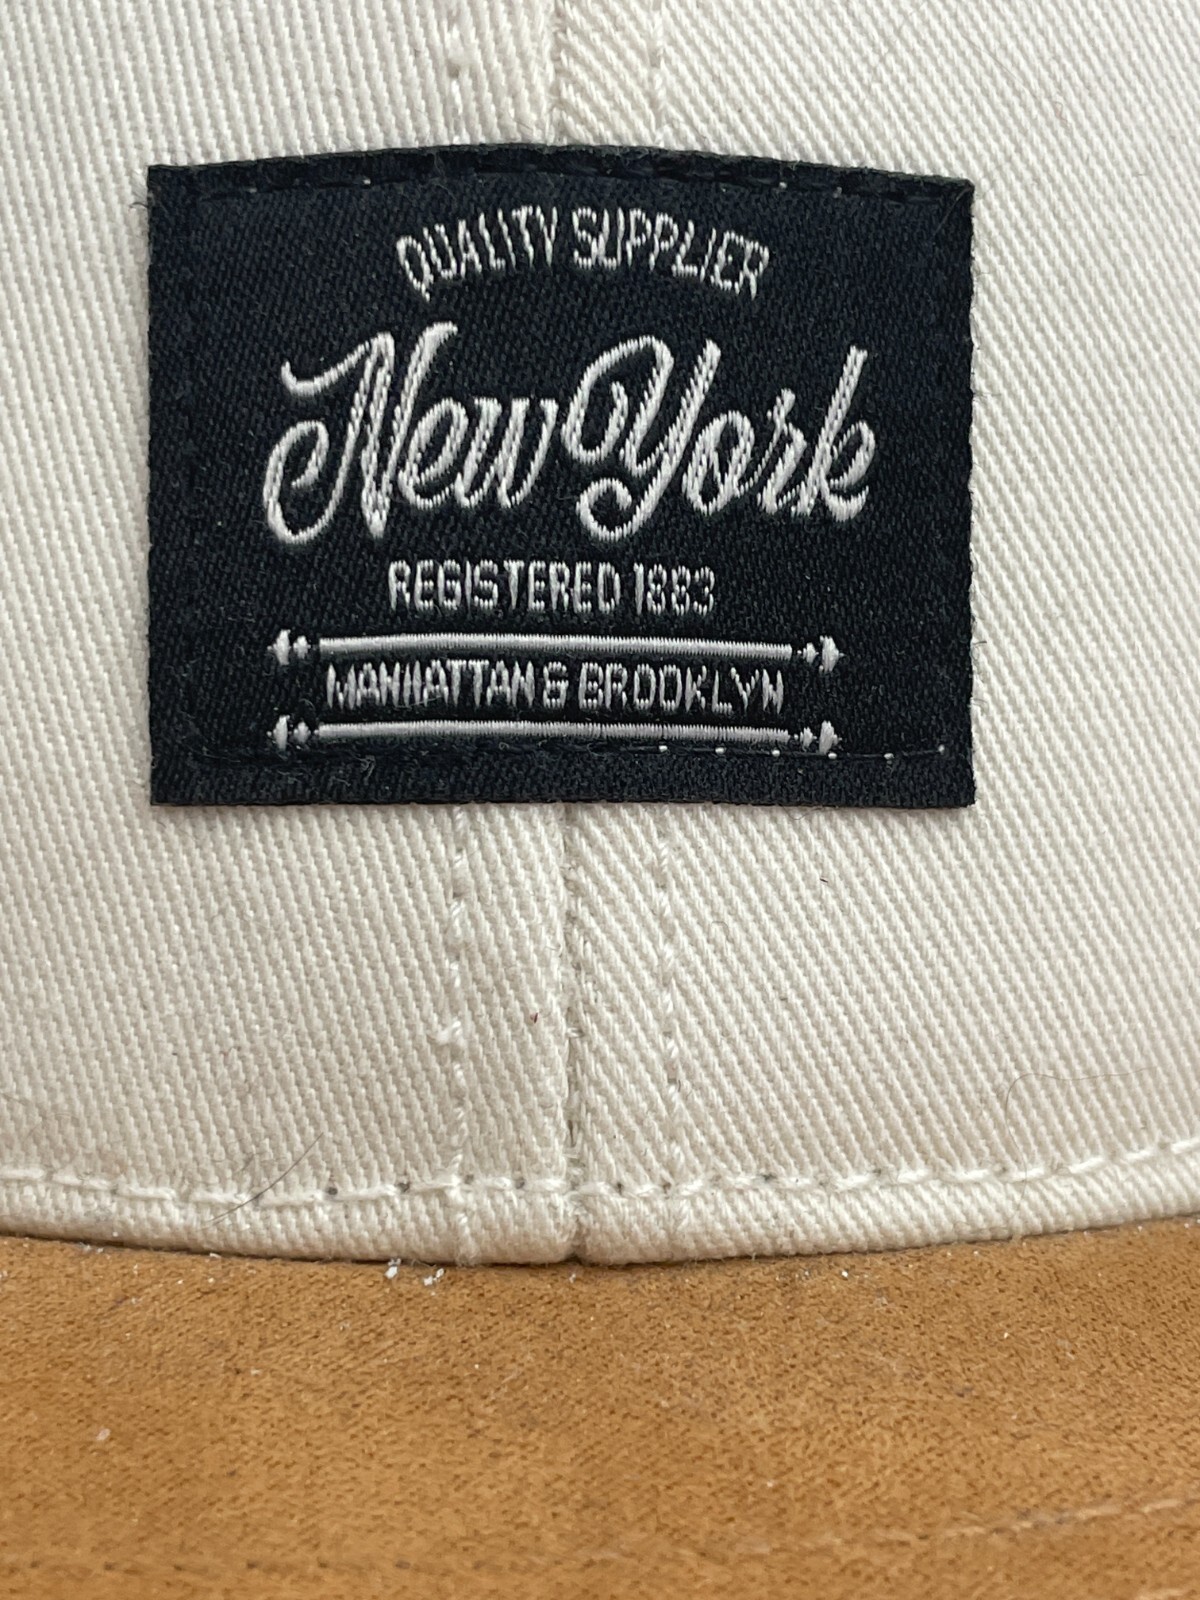 QUALITY SUPPLIER
New York
REGISTERED 1883
MANHATTAN & BROOKLYN